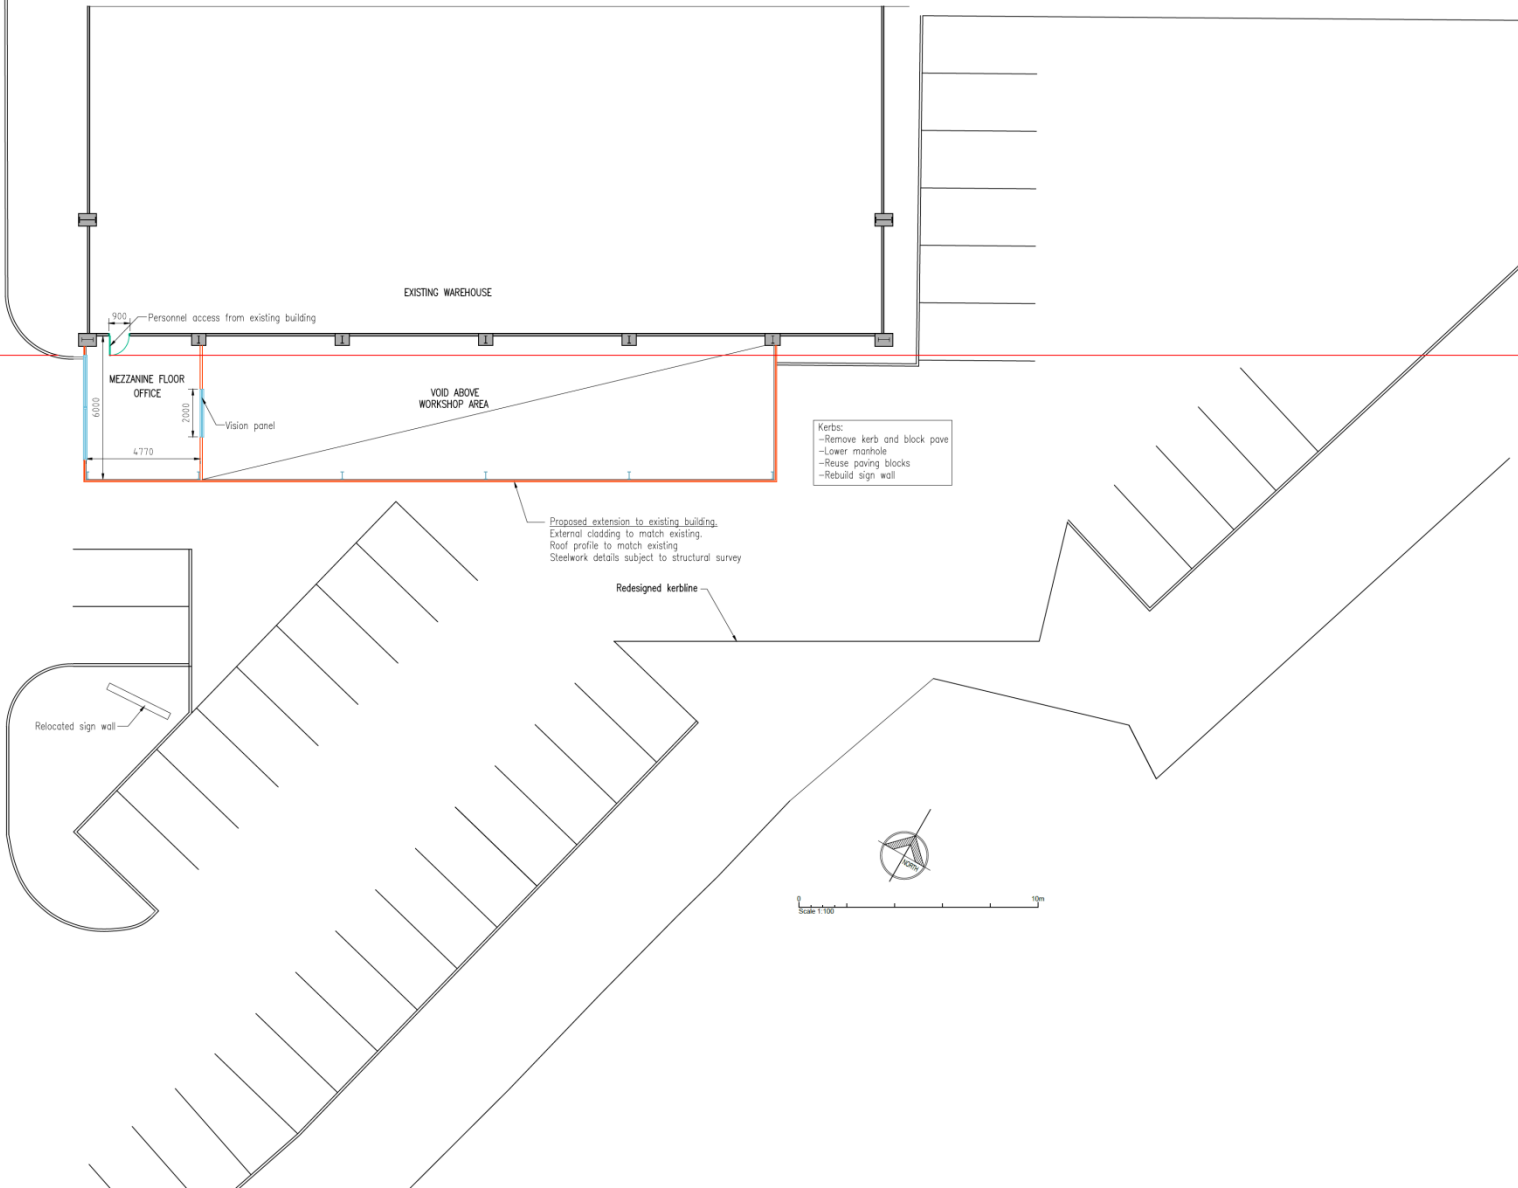 EXISTING WAREHOUSE
900
Personnel access from existing building
MEZZANINE FLOOR
OFFICE
6000
2000
Vision panel
4770
VOID ABOVE
WORKSHOP AREA
Kerbs:
-Remove kerb and block pave
-Lower manhole
-Reuse paving blocks
-Rebuild sign wall
Proposed extension to existing building.
External cladding to match existing.
Roof profile to match existing
Steelwork details subject to structural survey
Redesigned kerbline
Relocated sign wall
NORTH
0 10m
Scale 1:100